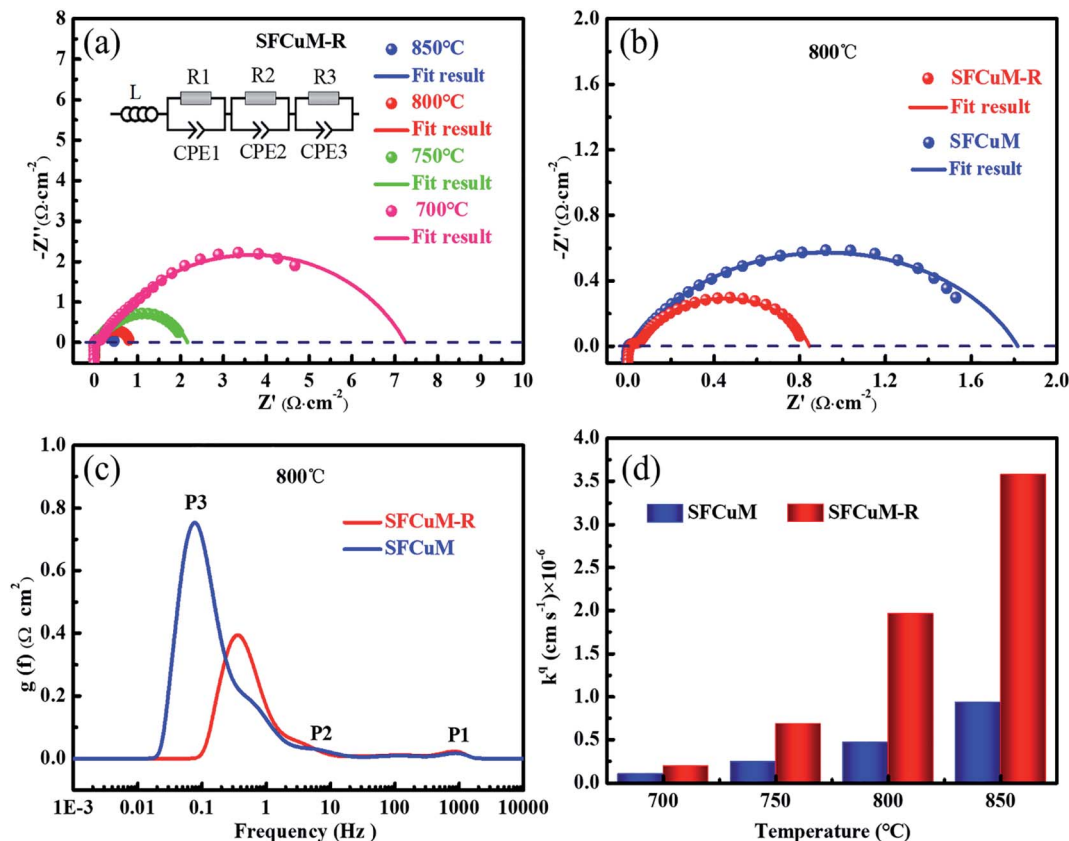 (a)
SFCuM-R
850℃
Fit result
800℃
Fit result
750℃
Fit result
700℃
Fit result
L
R1
R2
R3
CPE1
CPE2
CPE3
-Z''(Ω·cm⁻²)
8
7
6
5
4
3
2
1
0
0 1 2 3 4 5 6 7 8 9 10
Z' (Ω·cm⁻²)
(b)
800℃
SFCuM-R
Fit result
SFCuM
Fit result
-Z''(Ω·cm⁻²)
2.0
1.6
1.2
0.8
0.4
0.0
0.0 0.4 0.8 1.2 1.6 2.0
Z' (Ω·cm⁻²)
(c)
800℃
P3
SFCuM-R
SFCuM
P2
P1
g (f) (Ω cm²)
1.0
0.8
0.6
0.4
0.2
0.0
1E-3 0.01 0.1 1 10 100 1000 10000
Frequency (Hz )
(d)
SFCuM
SFCuM-R
k^q (cm s⁻¹)×10⁻⁶
4.0
3.5
3.0
2.5
2.0
1.5
1.0
0.5
0.0
700 750 800 850
Temperature (℃)